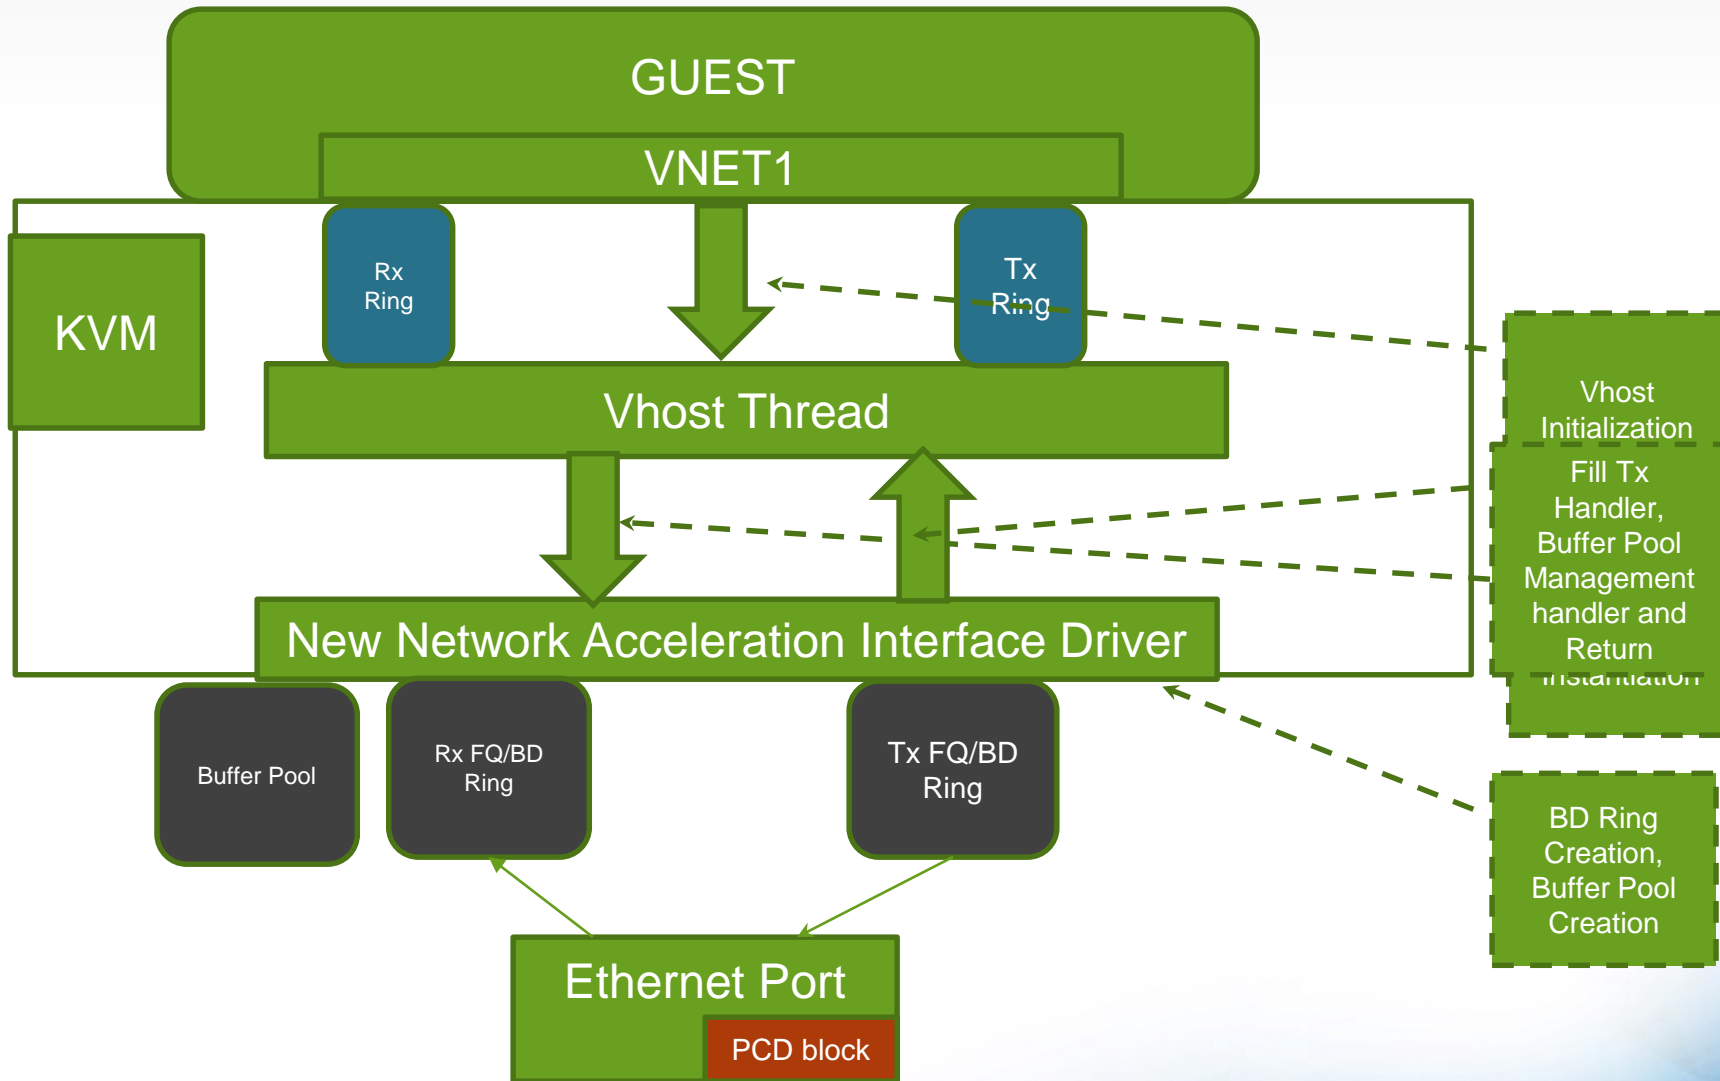 GUEST
VNET1
Rx
Ring
Tx
Ring
KVM
Vhost Thread
Vhost
Initialization
Fill Tx
Handler,
Buffer Pool
Management
handler and
Return
Instantiation
New Network Acceleration Interface Driver
Buffer Pool
Rx FQ/BD
Ring
Tx FQ/BD
Ring
BD Ring
Creation,
Buffer Pool
Creation
Ethernet Port
PCD block